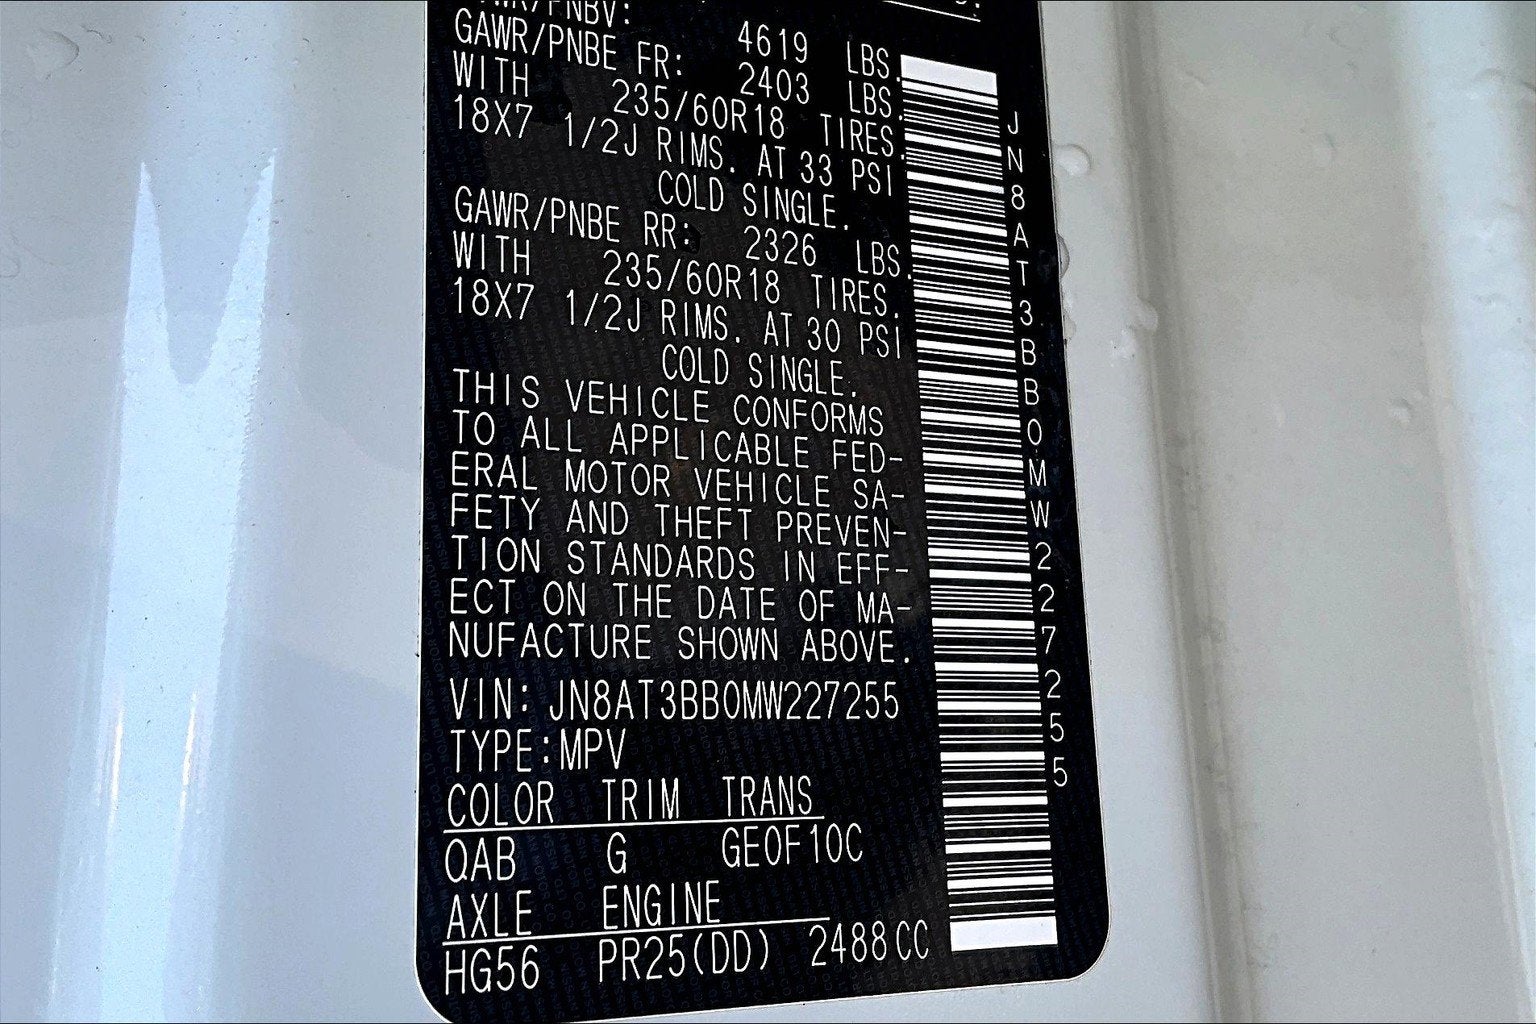 GAWR/PNBV: 4619 LBS.
GAWR/PNBE FR: 2403 LBS.
WITH 235/60R18 TIRES.
18X7 1/2J RIMS. AT 33 PSI
COLD SINGLE.
GAWR/PNBE RR: 2326 LBS.
WITH 235/60R18 TIRES.
18X7 1/2J RIMS. AT 30 PSI
COLD SINGLE.
THIS VEHICLE CONFORMS
TO ALL APPLICABLE FED-
ERAL MOTOR VEHICLE SA-
FETY AND THEFT PREVEN-
TION STANDARDS IN EFF-
ECT ON THE DATE OF MA-
NUFACTURE SHOWN ABOVE.
VIN: JN8AT3BB0MW227255
TYPE:MPV
COLOR TRIM TRANS
QAB G GE0F10C
AXLE ENGINE
HG56 PR25(DD) 2488CC
JN8AT3BB0MW227255